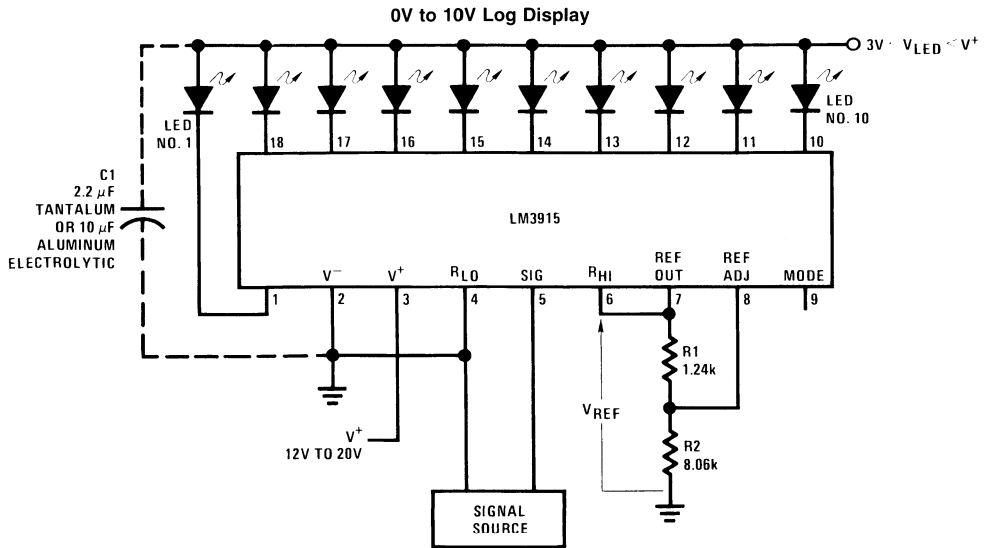 0V to 10V Log Display
3V V_LED < V+
LED
NO. 1
LED
NO. 10
18
17
16
15
14
13
12
11
10
C1
2.2 µF
TANTALUM
OR 10 µF
ALUMINUM
ELECTROLYTIC
LM3915
V−
V+
RLO
SIG
RHI
REF
OUT
REF
ADJ
MODE
1
2
3
4
5
6
7
8
9
R1
1.24k
VREF
R2
8.06k
V+
12V TO 20V
SIGNAL
SOURCE